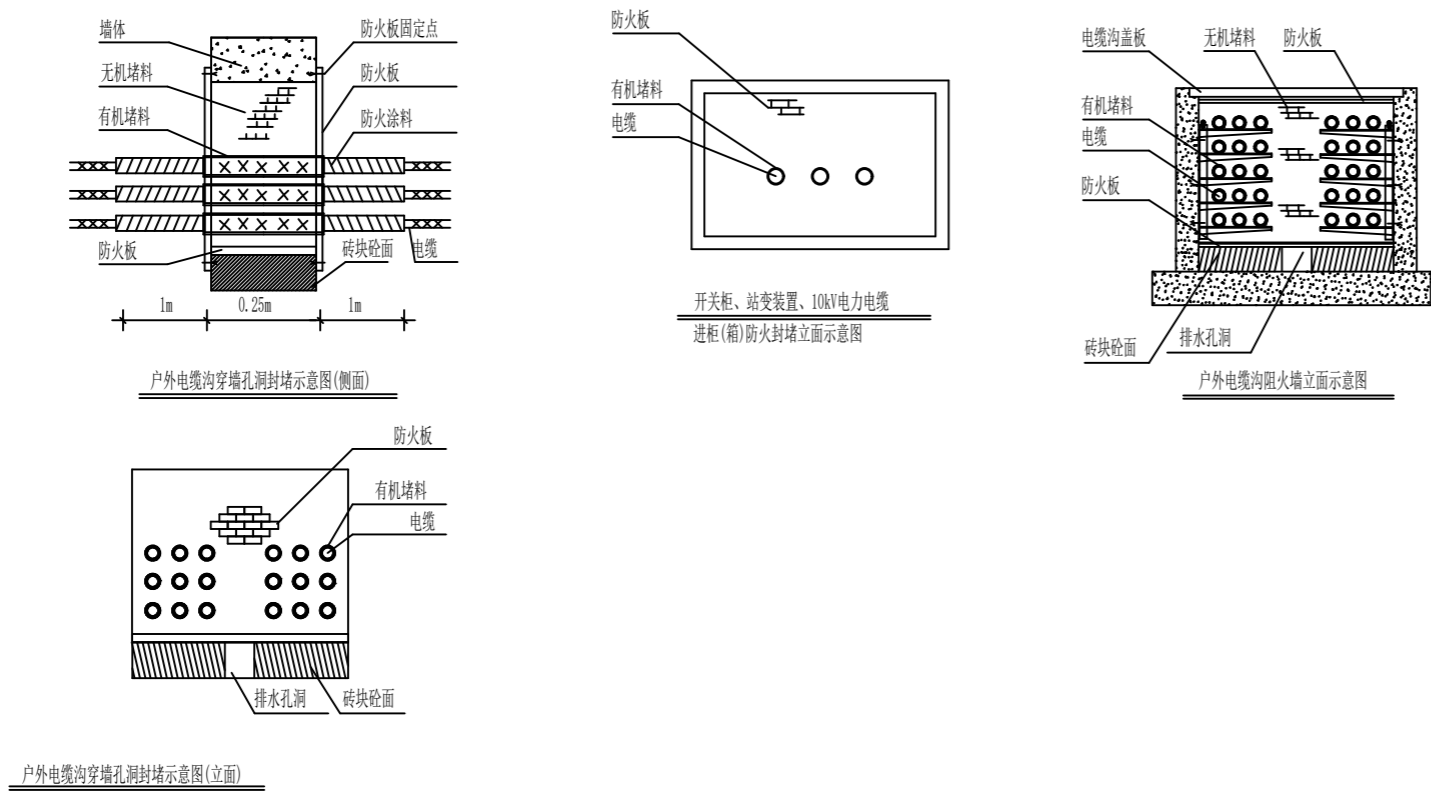 墙体
无机堵料
有机堵料
防火板固定点
防火板
防火涂料
防火板
砖块砼面
电缆
1m
0.25m
1m
户外电缆沟穿墙孔洞封堵示意图(侧面)
防火板
有机堵料
电缆
开关柜、站变装置、10kV电力电缆
进柜(箱)防火封堵立面示意图
电缆沟盖板
无机堵料
防火板
有机堵料
电缆
防火板
砖块砼面
排水孔洞
户外电缆沟阻火墙立面示意图
防火板
有机堵料
电缆
排水孔洞
砖块砼面
户外电缆沟穿墙孔洞封堵示意图(立面)